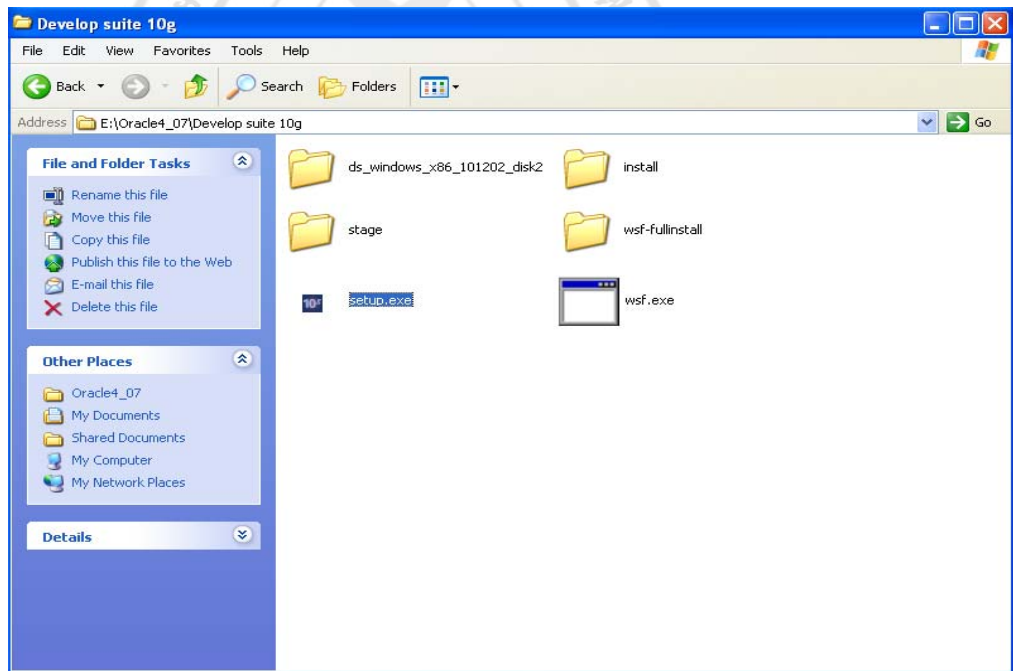 Develop suite 10g
File Edit View Favorites Tools Help
Back Search Folders
Address E:\Oracle4_07\Develop suite 10g Go
File and Folder Tasks
Rename this file
Move this file
Copy this file
Publish this file to the Web
E-mail this file
Delete this file
Other Places
Oracle4_07
My Documents
Shared Documents
My Computer
My Network Places
Details
ds_windows_x86_101202_disk2 install
stage wsf-fullinstall
setup.exe wsf.exe